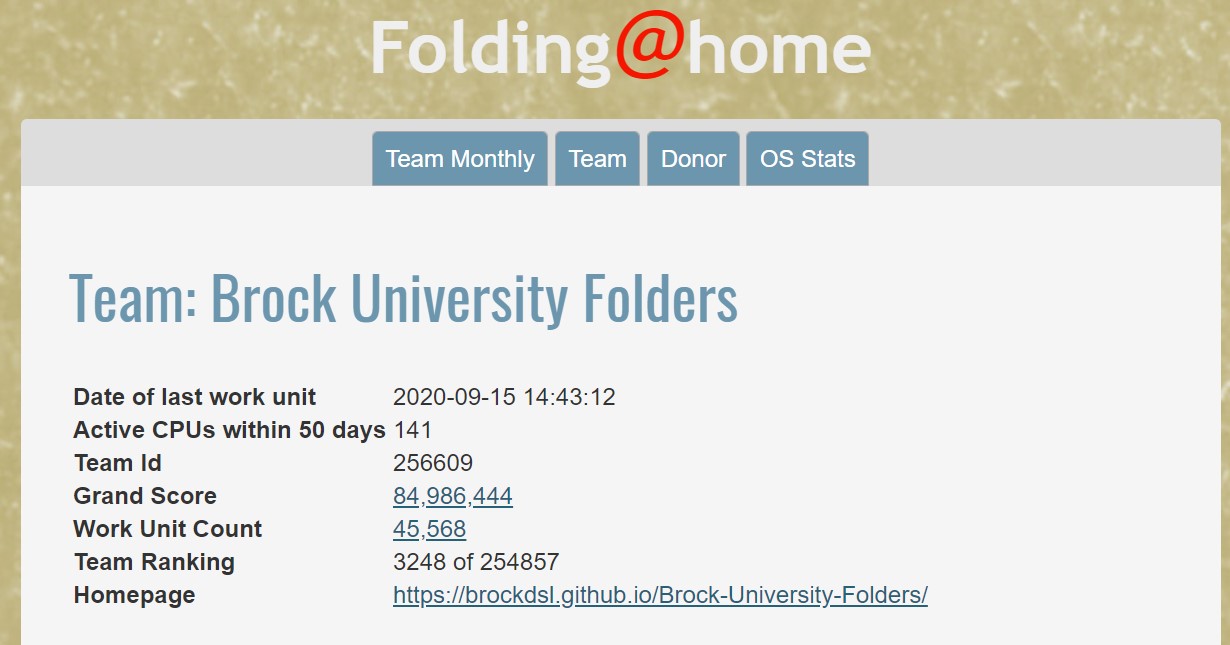 Folding@home
Team Monthly Team Donor OS Stats
Team: Brock University Folders
Date of last work unit 2020-09-15 14:43:12
Active CPUs within 50 days 141
Team Id 256609
Grand Score 84,986,444
Work Unit Count 45,568
Team Ranking 3248 of 254857
Homepage https://brockdsl.github.io/Brock-University-Folders/